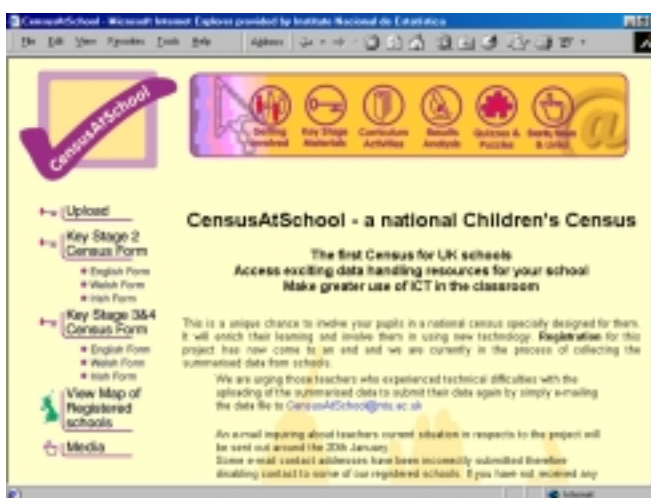 CensusAtSchool - Microsoft Internet Explorer provided by Instituto Nacional de Estatística
File Edit View Favorites Tools Help Address
CensusAtSchool
Getting Involved
Key Stage Materials
Curriculum Activities
Results Analysis
Quizzes & Puzzles
& Links
Upload
Key Stage 2
Census Form
English Form
Welsh Form
Irish Form
Key Stage 3&4
Census Form
English Form
Welsh Form
Irish Form
View Map of
Registered
schools
Media
CensusAtSchool - a national Children's Census
The first Census for UK schools
Access exciting data handling resources for your school
Make greater use of ICT in the classroom
This is a unique chance to involve your pupils in a national census specially designed for them.
It will enrich their learning and involve them in using new technology. Registration for this
project has now come to an end and we are currently in the process of collecting the
summarised data from schools.
We are urging those teachers who experienced technical difficulties with the
uploading of the summarised data to submit their data again by simply e-mailing
the data file to CensusAtSchool@ntu.ac.uk
An e-mail inquiring about teachers current situation in respects to the project will
be sent out around the 20th January.
Some e-mail contact addresses have been incorrectly submitted therefore
disabling contact to some of our registered schools. If you have not received any
Internet